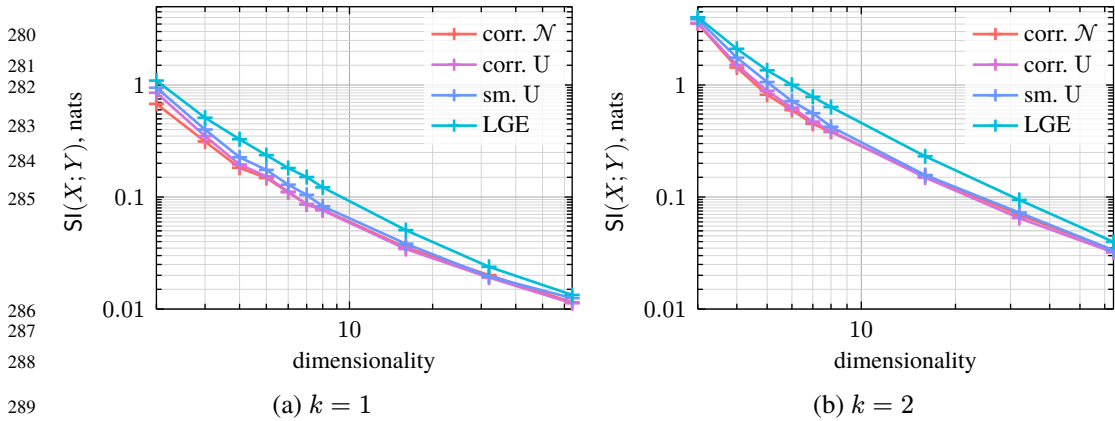 280
281
282
283
284
285
286
287
288
289
1
0.1
0.01
SI(X; Y), nats
corr. 𝒩
corr. U
sm. U
LGE
10
dimensionality
(a) k = 1
1
0.1
0.01
SI(X; Y), nats
corr. 𝒩
corr. U
sm. U
LGE
10
dimensionality
(b) k = 2